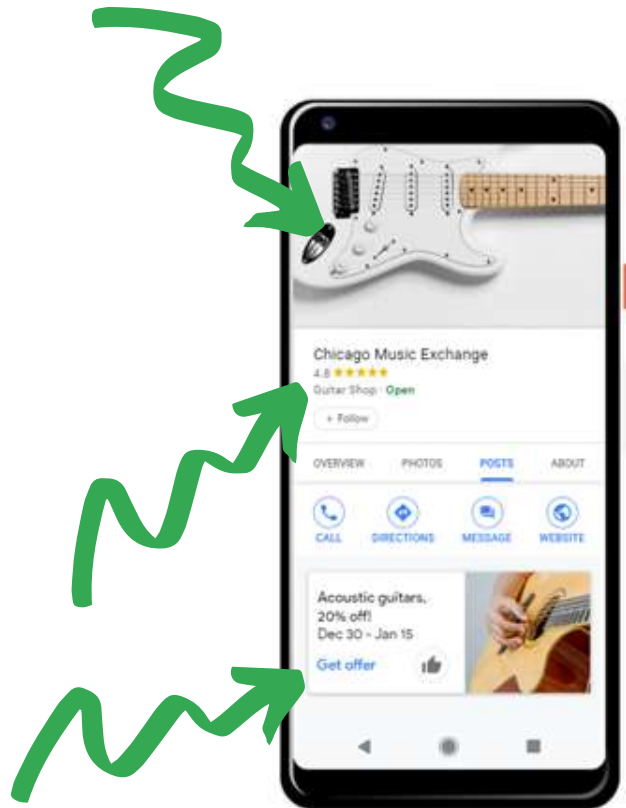 Chicago Music Exchange
4.8
Guitar Shop · Open
+ Follow
OVERVIEW PHOTOS POSTS ABOUT
CALL DIRECTIONS MESSAGE WEBSITE
Acoustic guitars,
20% off!
Dec 30 - Jan 15
Get offer